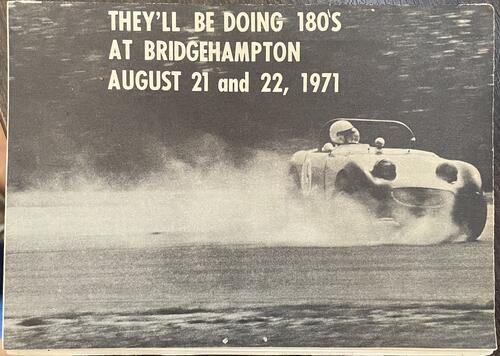 THEY'LL BE DOING 180'S
AT BRIDGEHAMPTON
AUGUST 21 and 22, 1971